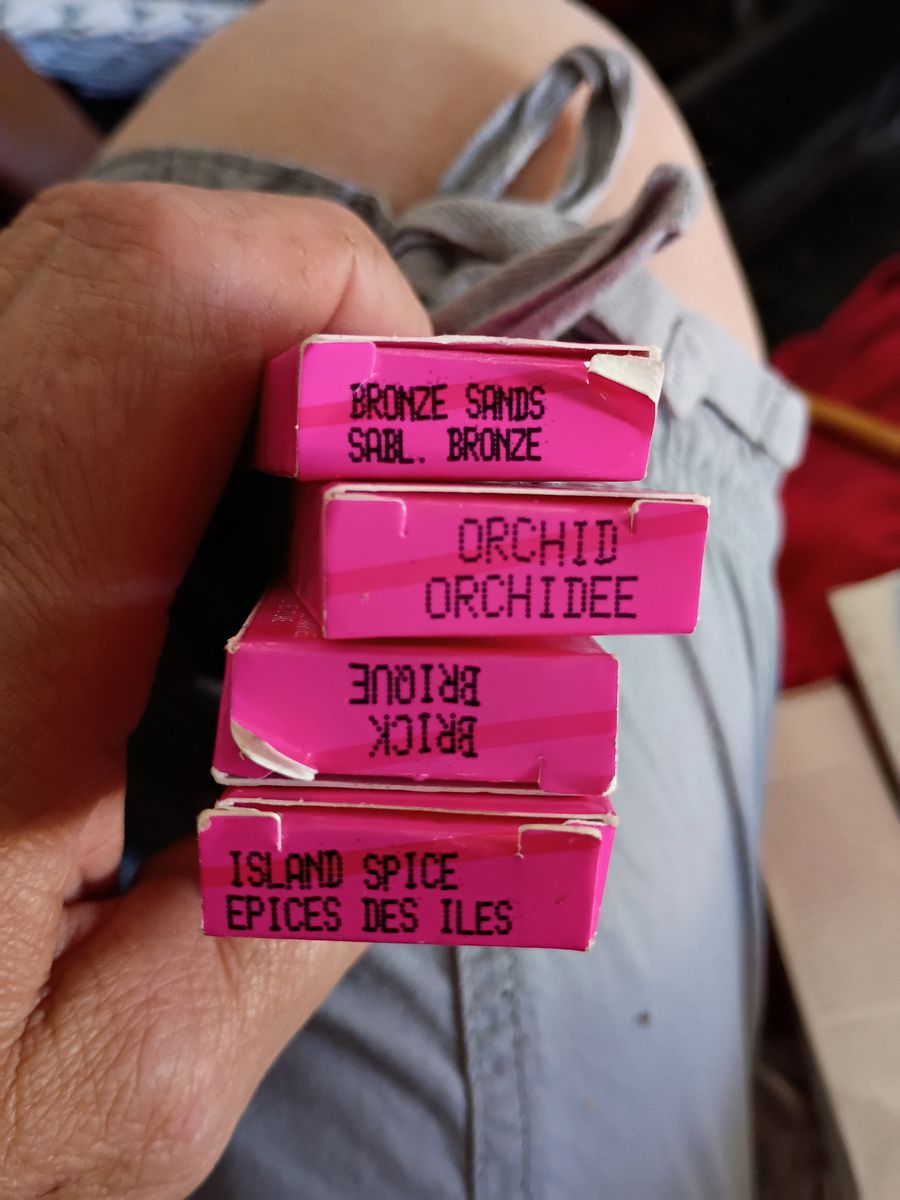 BRONZE SANDS
SABL. BRONZE
ORCHID
ORCHIDEE
BRICK
BRIQUE
ISLAND SPICE
EPICES DES ILES